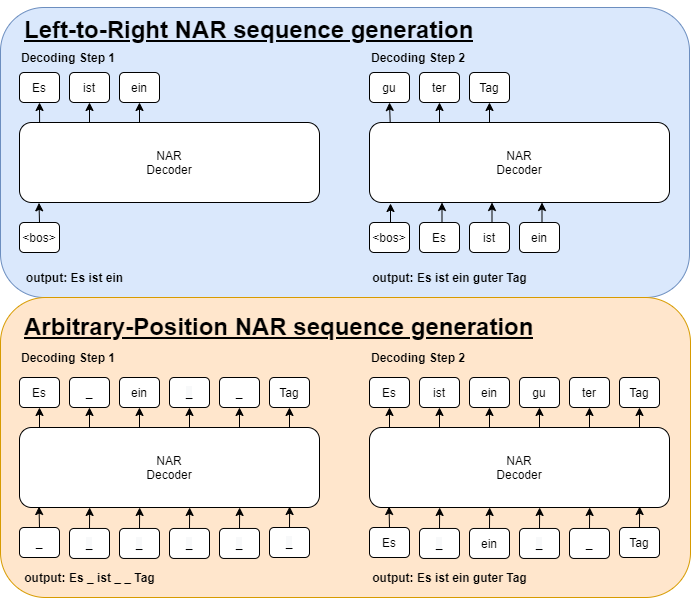 Left-to-Right NAR sequence generation
Decoding Step 1
Es ist ein
NAR
Decoder
<bos>
output: Es ist ein
Decoding Step 2
gu ter Tag
NAR
Decoder
<bos> Es ist ein
output: Es ist ein guter Tag
Arbitrary-Position NAR sequence generation
Decoding Step 1
Es _ ein _ _ Tag
NAR
Decoder
_ _ _ _ _ _
output: Es _ ist _ _ Tag
Decoding Step 2
Es ist ein gu ter Tag
NAR
Decoder
Es _ ein _ _ Tag
output: Es ist ein guter Tag